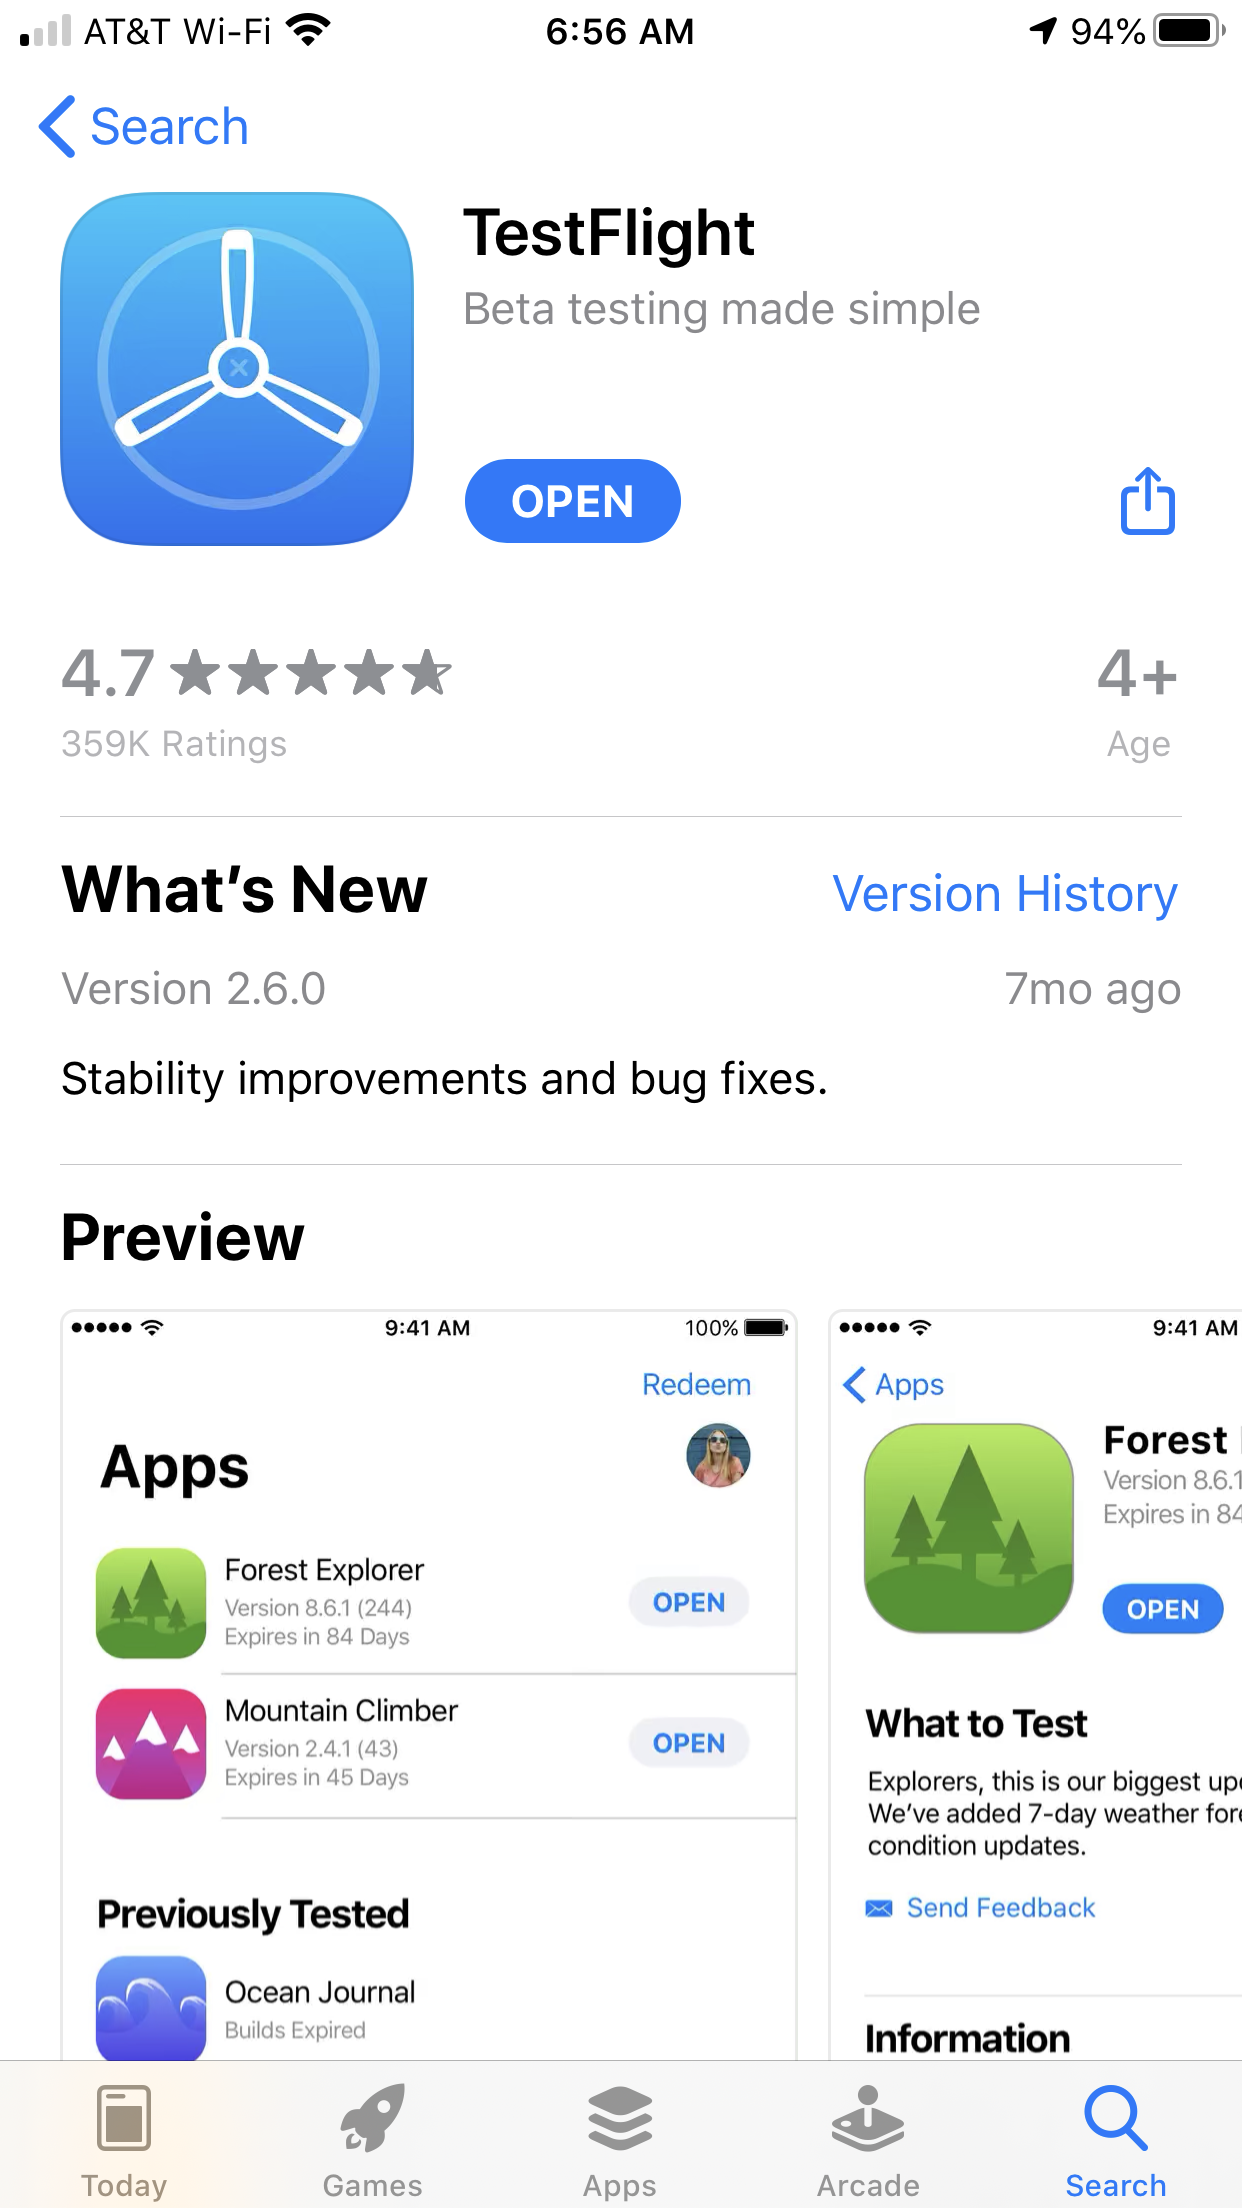 AT&T Wi-Fi 6:56 AM 94%
Search
TestFlight
Beta testing made simple
OPEN
4.7 4+
359K Ratings Age
What's New Version History
Version 2.6.0 7mo ago
Stability improvements and bug fixes.
Preview
9:41 AM 100%
Redeem
Apps
Forest Explorer
Version 8.6.1 (244)
Expires in 84 Days
OPEN
Mountain Climber
Version 2.4.1 (43)
Expires in 45 Days
OPEN
Previously Tested
Ocean Journal
Builds Expired
9:41 AM
Apps
Forest
Version 8.6.1
Expires in 84
OPEN
What to Test
Explorers, this is our biggest
We've added 7-day weather
condition updates.
Send Feedback
Information
Today Games Apps Arcade Search